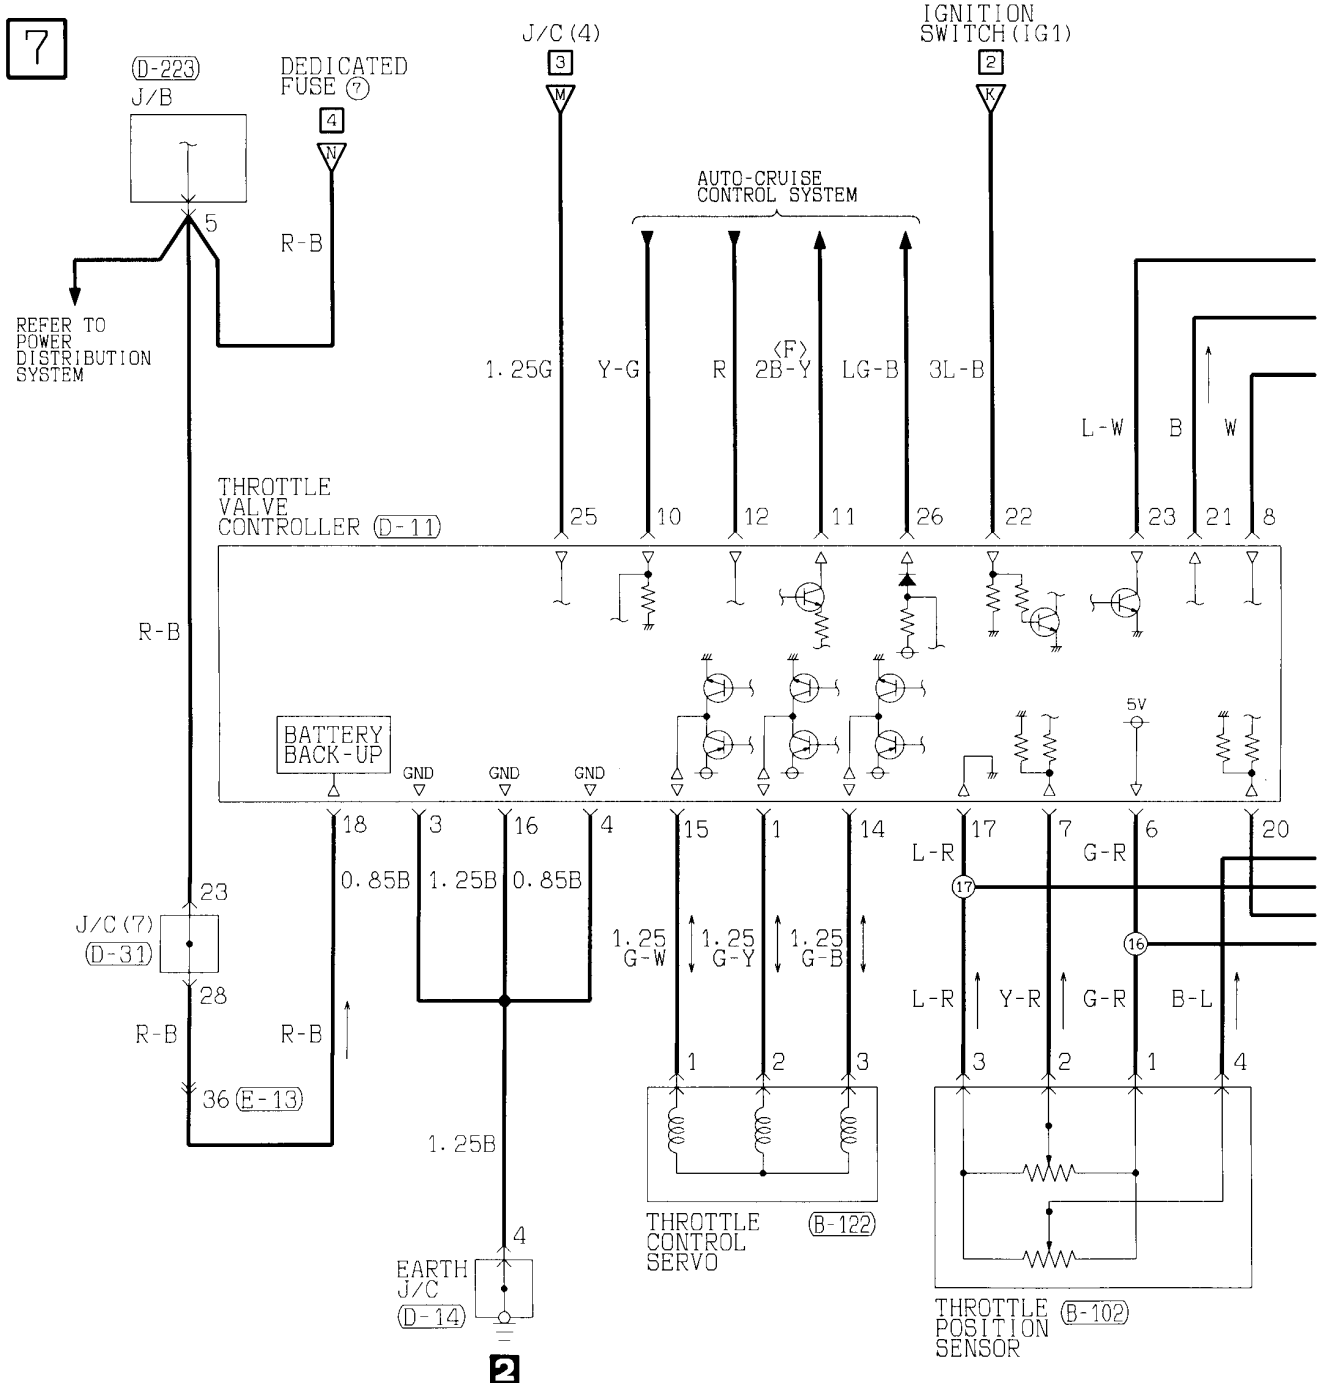 7
(D-223)
J/B
DEDICATED
FUSE (7)
4
N
J/C(4)
3
M
IGNITION
SWITCH(IG1)
2
K
AUTO-CRUISE
CONTROL SYSTEM
5
R-B
REFER TO
POWER
DISTRIBUTION
SYSTEM
1.25G
Y-G
R
<F>
2B-Y
LG-B
3L-B
L-W
B
W
THROTTLE
VALVE
CONTROLLER (D-11)
25
10
12
11
26
22
23
21
8
R-B
5V
BATTERY
BACK-UP
GND
GND
GND
18
3
16
4
15
1
14
17
7
6
20
0.85B
1.25B
0.85B
L-R
G-R
17
16
23
J/C(7)
(D-31)
28
1.25
G-W
1.25
G-Y
1.25
G-B
R-B
R-B
L-R
Y-R
G-R
B-L
1
2
3
3
2
1
4
36 (E-13)
1.25B
4
EARTH
J/C
(D-14)
2
THROTTLE
CONTROL
SERVO
(B-122)
THROTTLE
POSITION
SENSOR
(B-102)